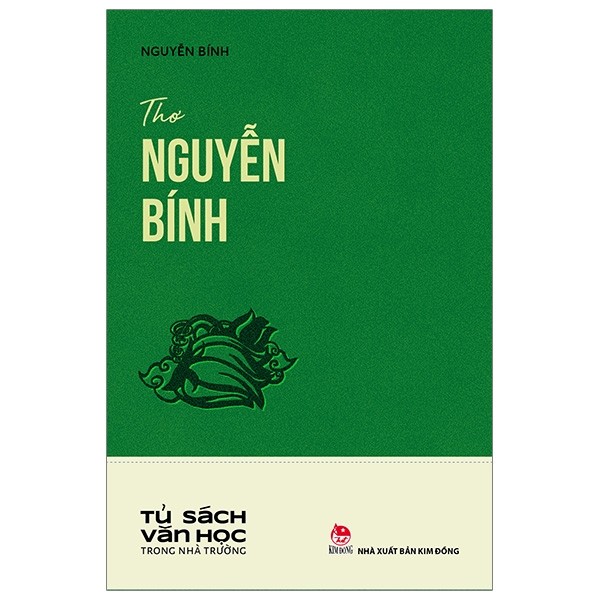 NGUYỄN BÍNH
Thơ
NGUYỄN
BÍNH
TỦ SÁCH
VĂN HỌC
TRONG NHÀ TRƯỜNG
KIM ĐỒNG
NHÀ XUẤT BẢN KIM ĐỒNG